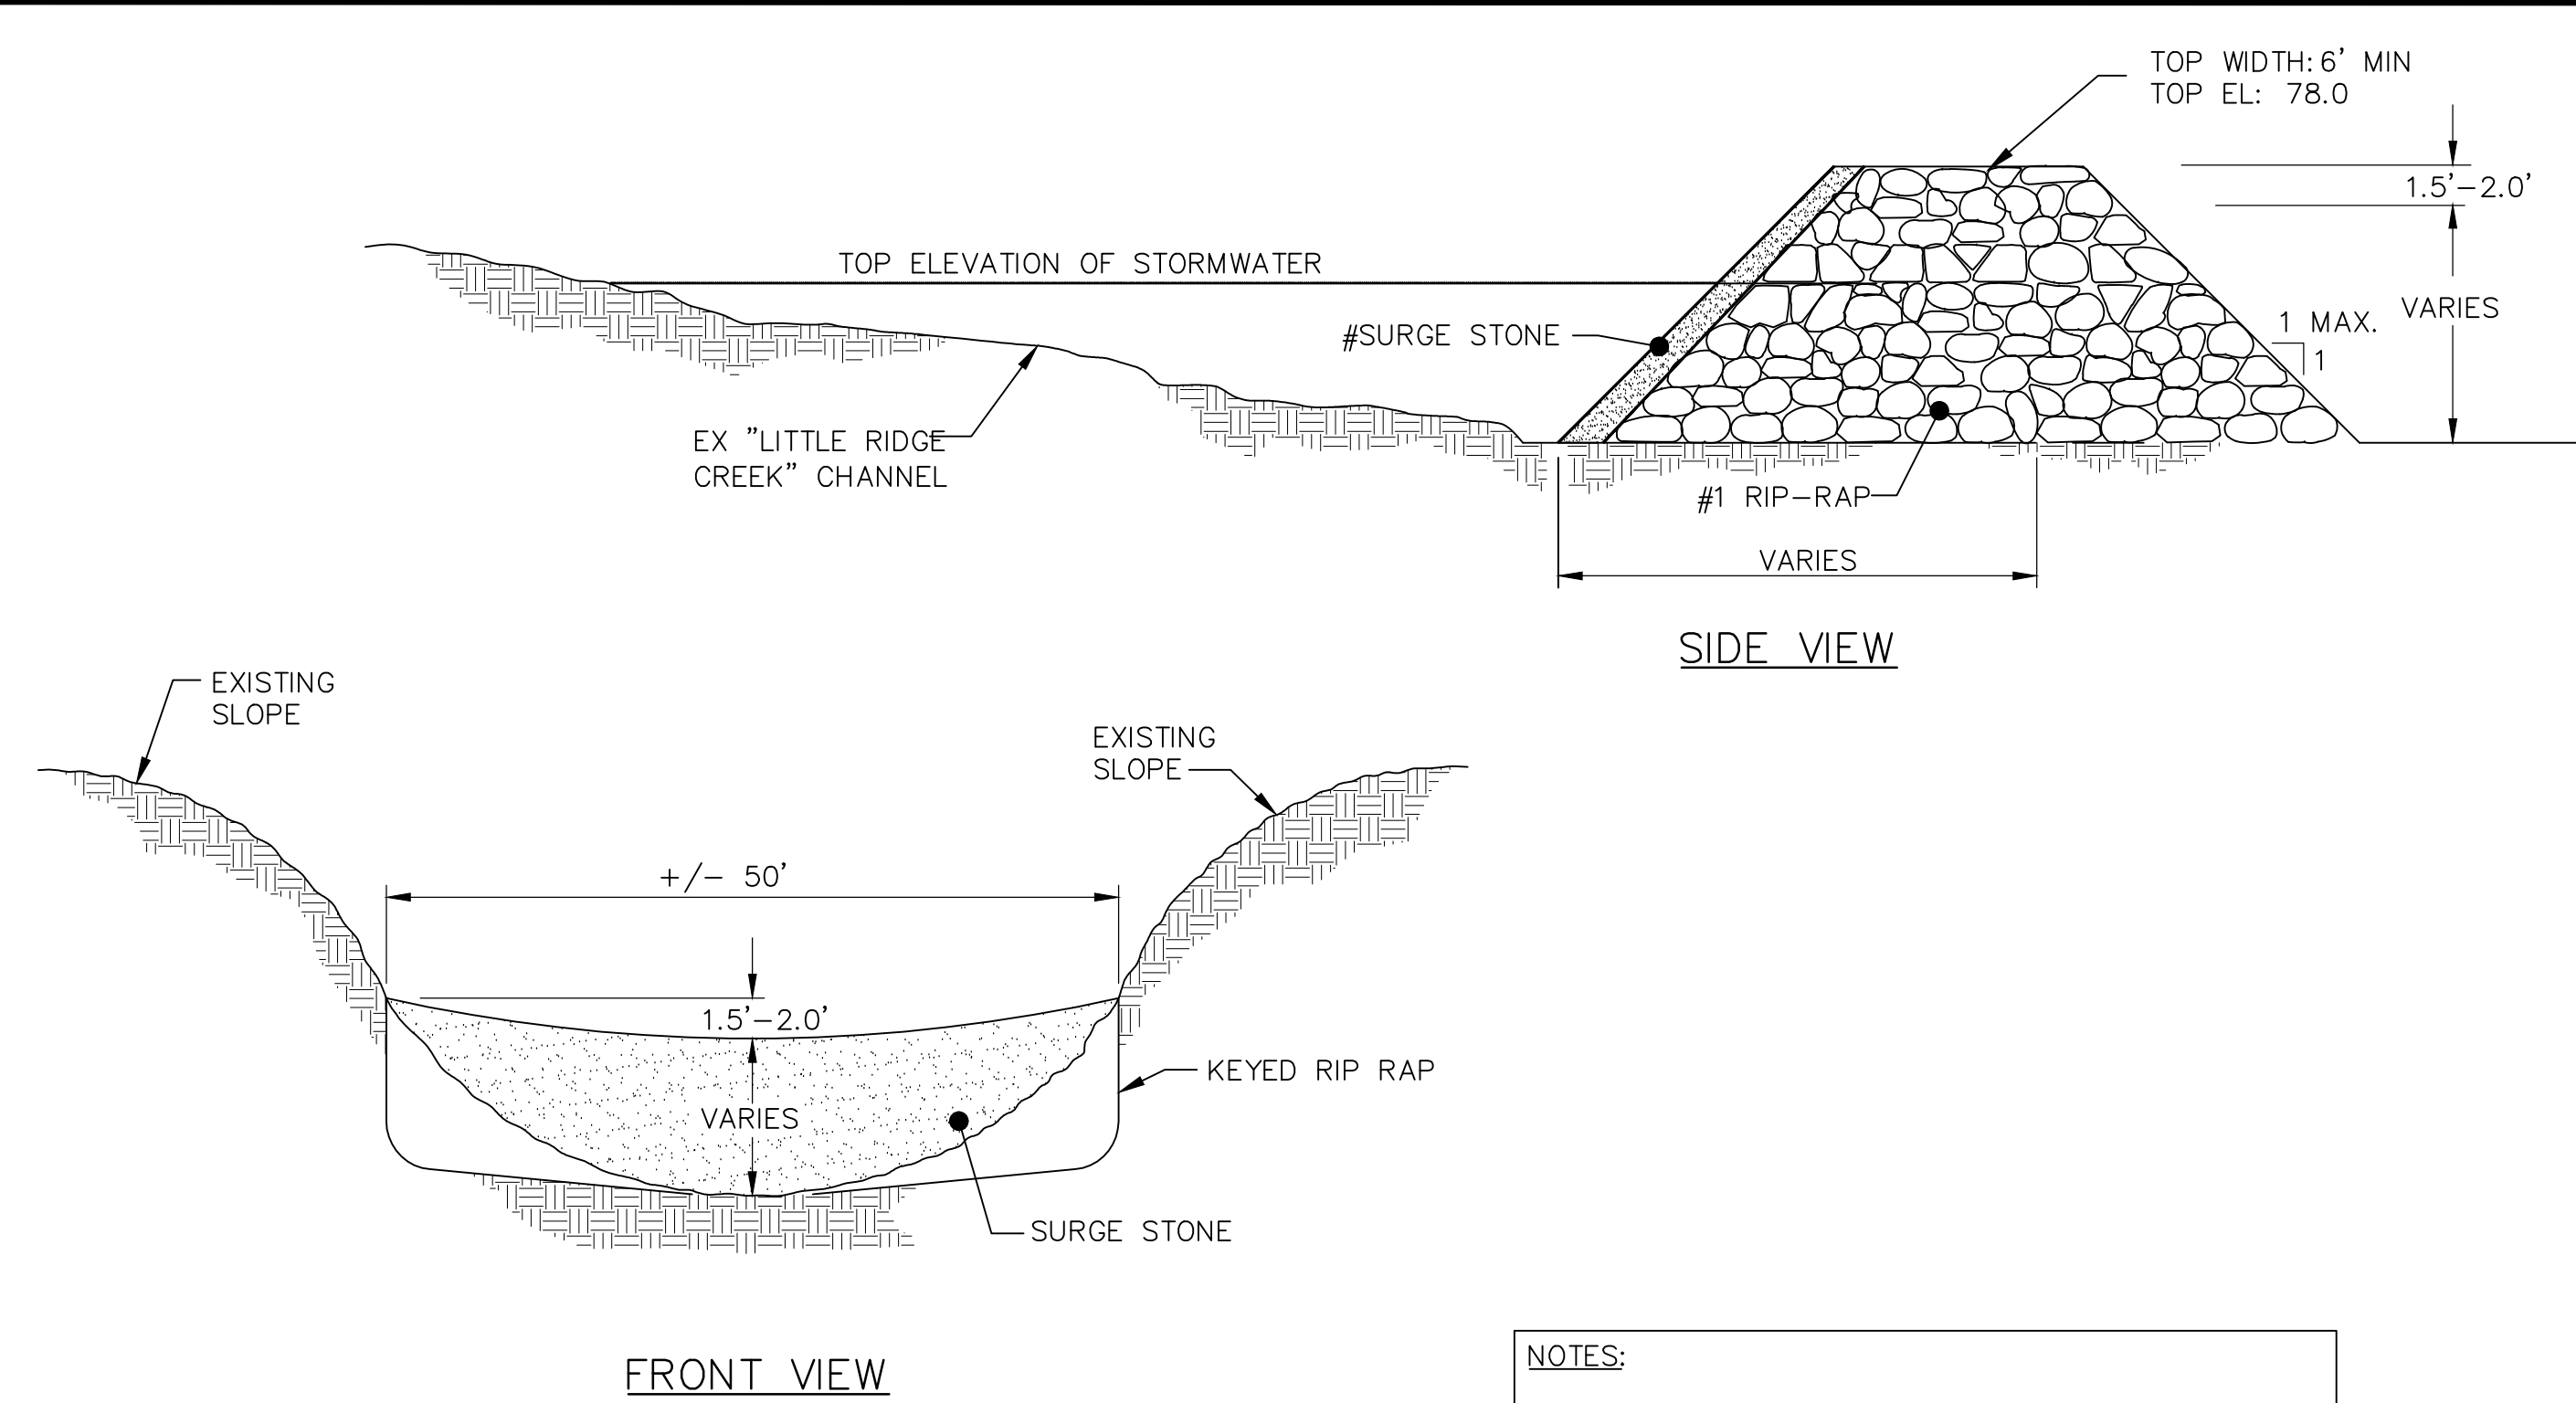 TOP WIDTH: 6' MIN
TOP EL: 78.0
1.5'-2.0'
TOP ELEVATION OF STORMWATER
#SURGE STONE
1 MAX.
1
VARIES
EX "LITTLE RIDGE
CREEK" CHANNEL
#1 RIP-RAP
VARIES
SIDE VIEW
EXISTING
SLOPE
EXISTING
SLOPE
+/- 50'
1.5'-2.0'
KEYED RIP RAP
VARIES
SURGE STONE
FRONT VIEW
NOTES: